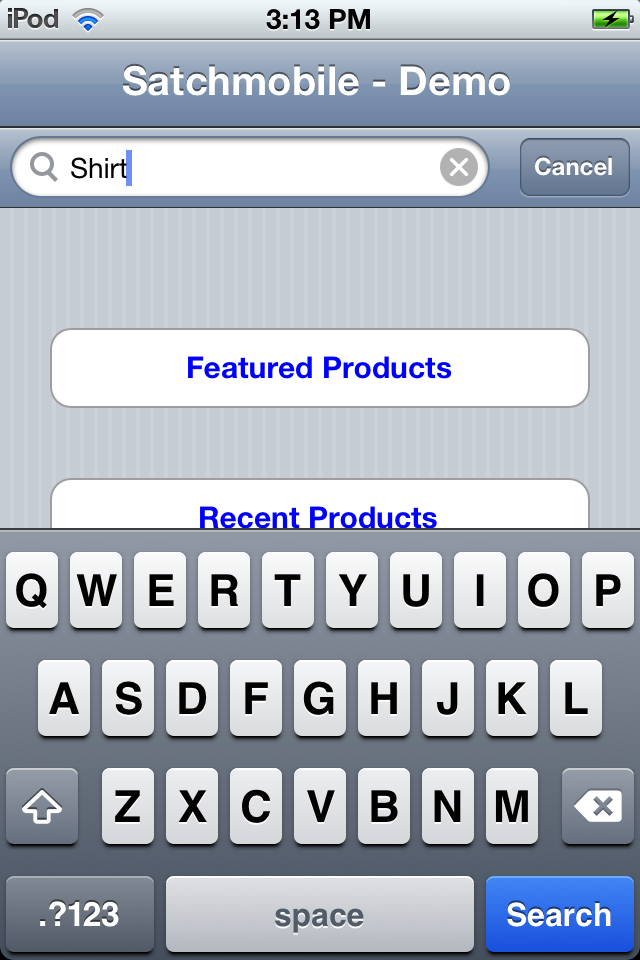 iPod 3:13 PM
Satchmobile - Demo
Shirt Cancel
Featured Products
Recent Products
Q W E R T Y U I O P
A S D F G H J K L
Z X C V B N M
.?123 space Search